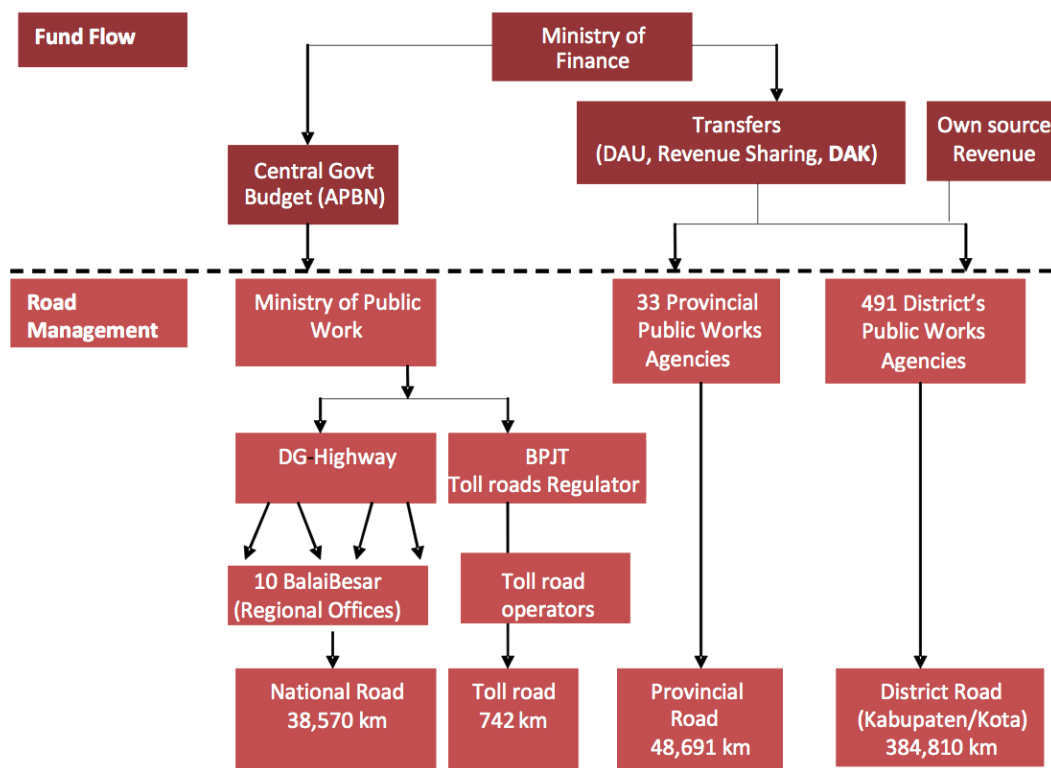 Fund Flow
Ministry of
Finance
Transfers
(DAU, Revenue Sharing, DAK)
Own source
Revenue
Central Govt
Budget (APBN)
Road
Management
Ministry of Public
Work
33 Provincial
Public Works
Agencies
491 District’s
Public Works
Agencies
DG-Highway
BPJT
Toll roads Regulator
10 BalaiBesar
(Regional Offices)
Toll road
operators
National Road
38,570 km
Toll road
742 km
Provincial
Road
48,691 km
District Road
(Kabupaten/Kota)
384,810 km